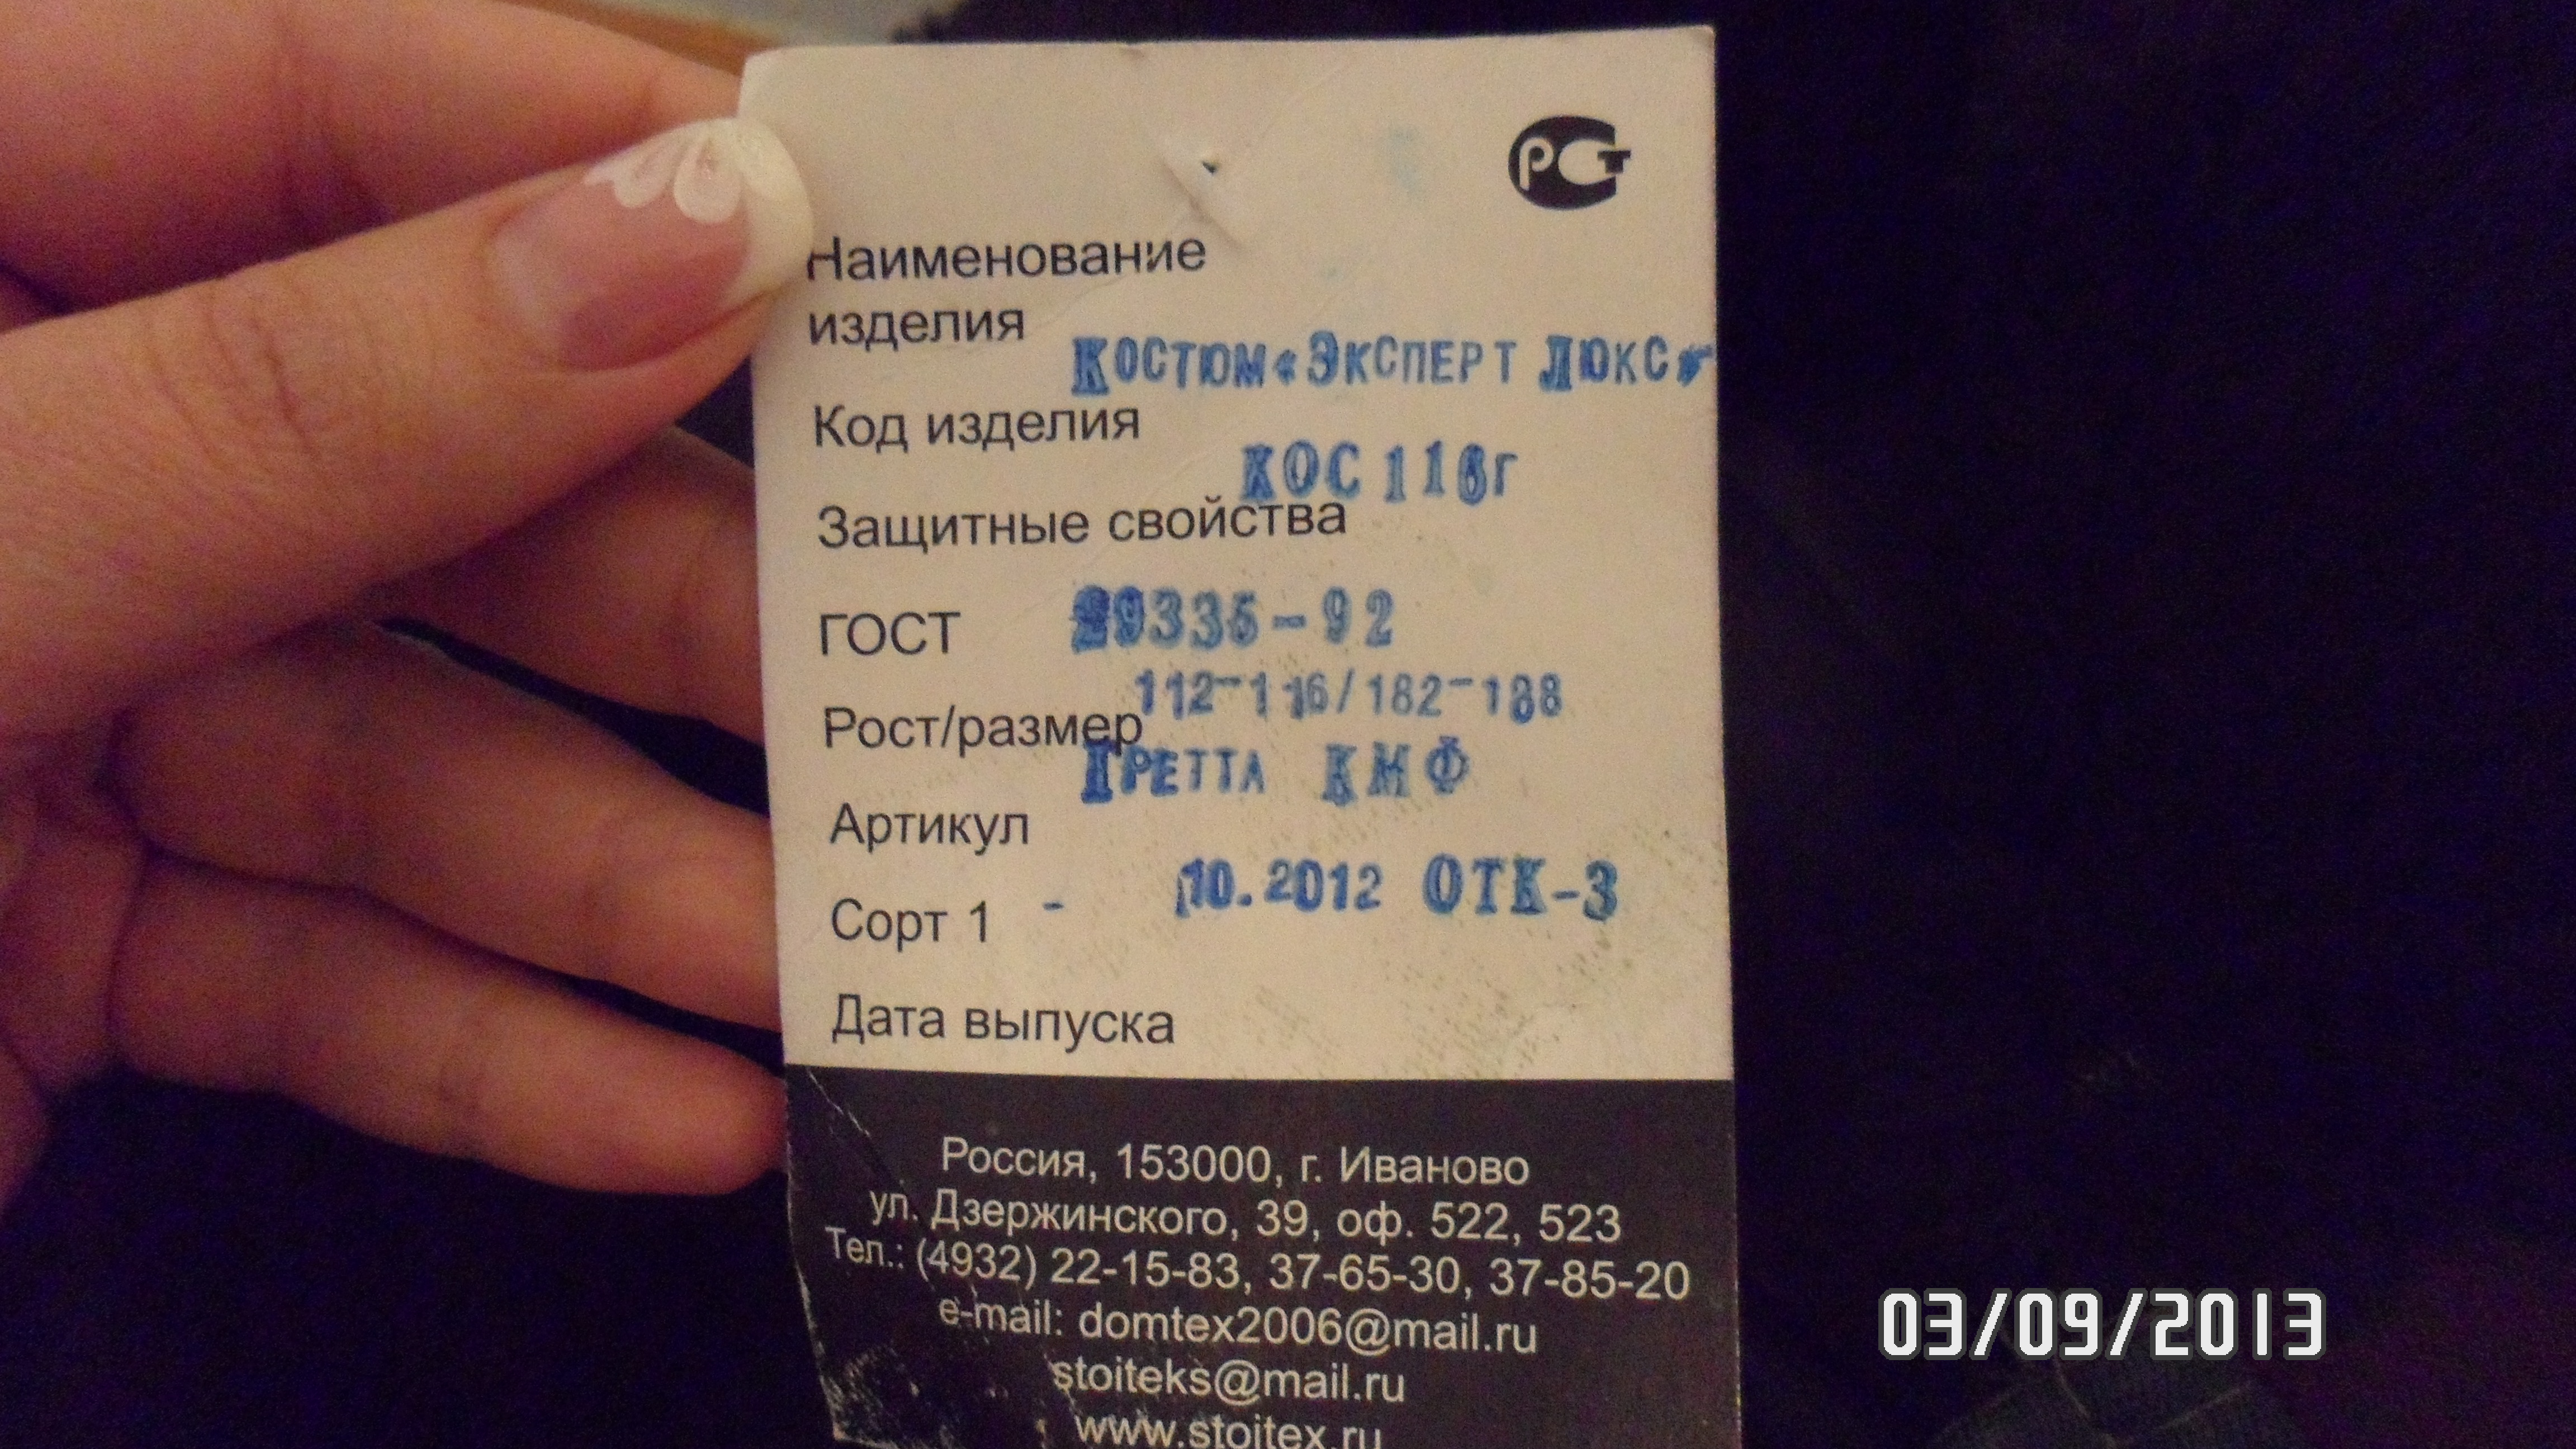 РСТ
Наименование
изделия
КОСТЮМ «ЭКСПЕРТ ЛЮКС»
Код изделия
КОС 116г
Защитные свойства
ГОСТ 29335-92
112-116/182-188
Рост/размер
ГРЕТТА КМФ
Артикул
10.2012 ОТК-3
Сорт 1 -
Дата выпуска
Россия, 153000, г. Иваново
ул. Дзержинского, 39, оф. 522, 523
Тел.: (4932) 22-15-83, 37-65-30, 37-85-20
e-mail: domtex2006@mail.ru
stoiteks@mail.ru
www.stoitex.ru
03/09/2013